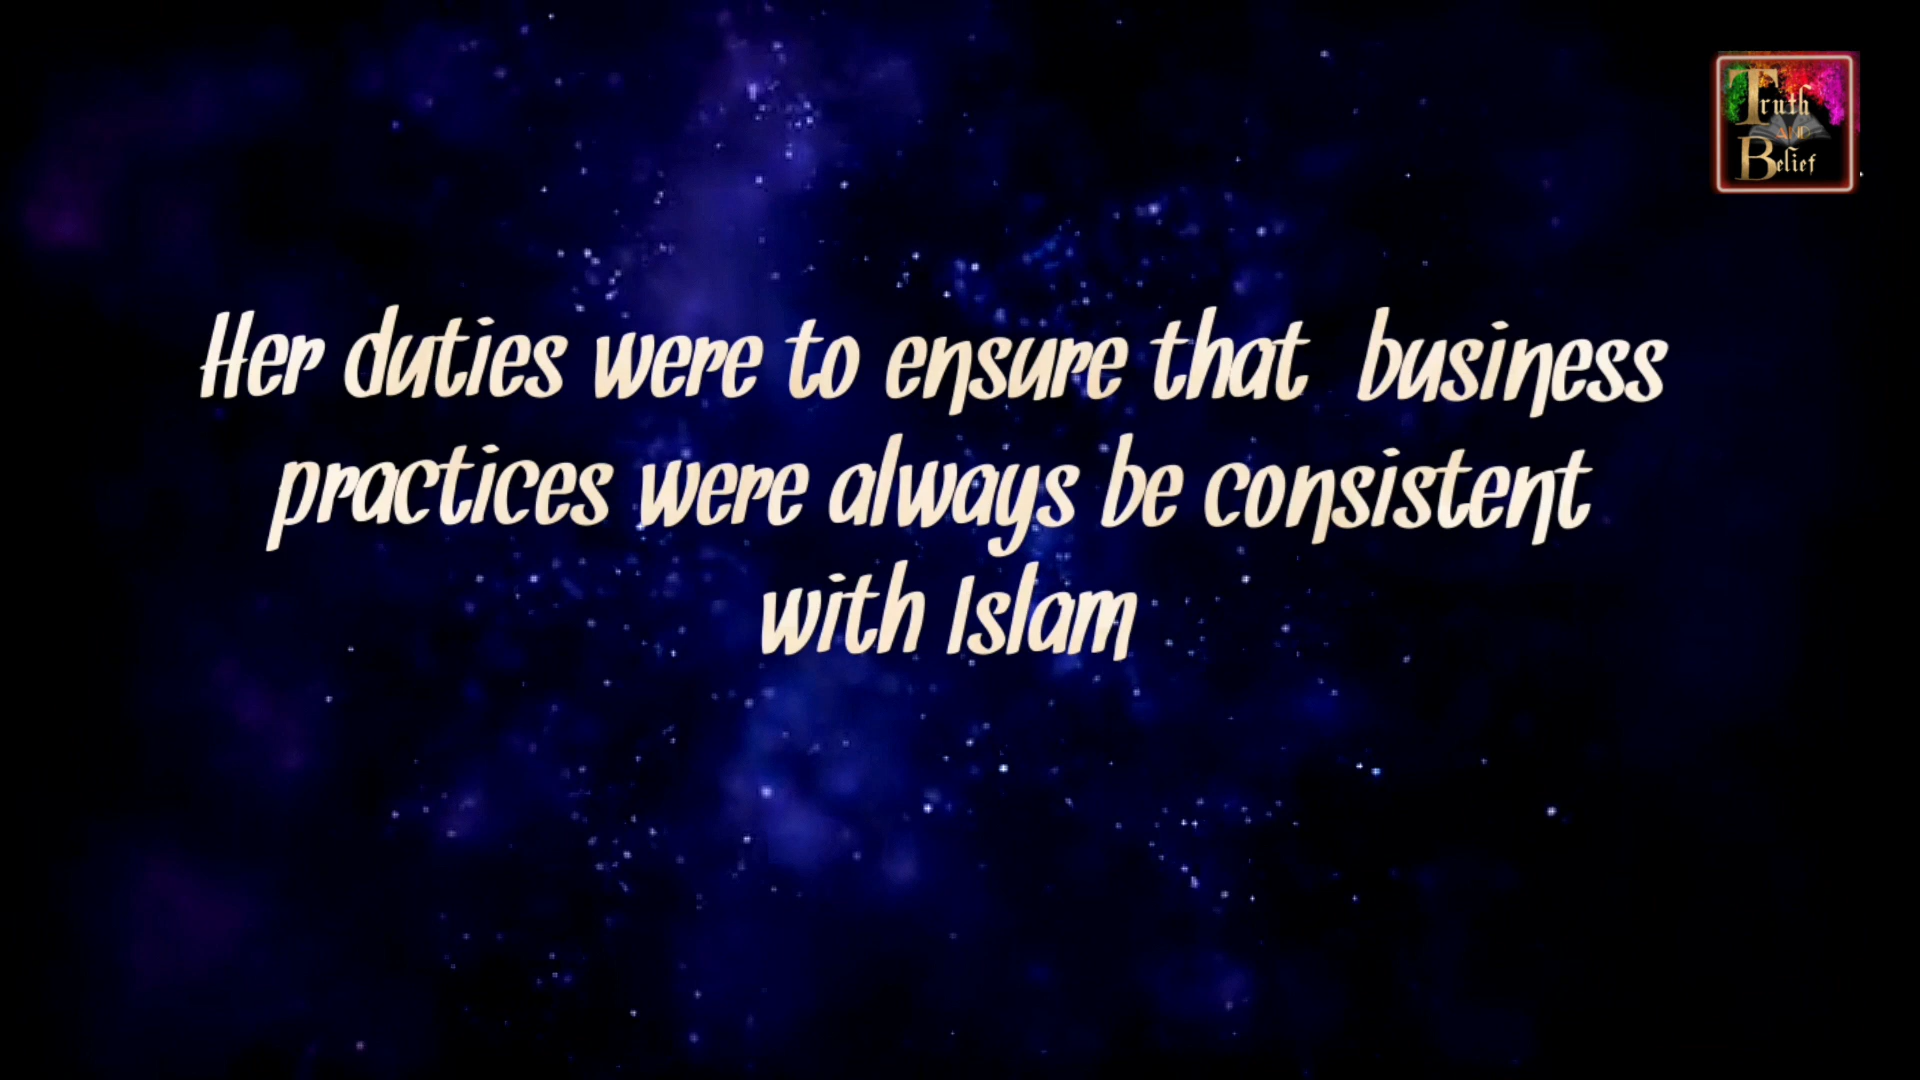 Truth
AND
Belief
Her duties were to ensure that business
practices were always be consistent
with Islam